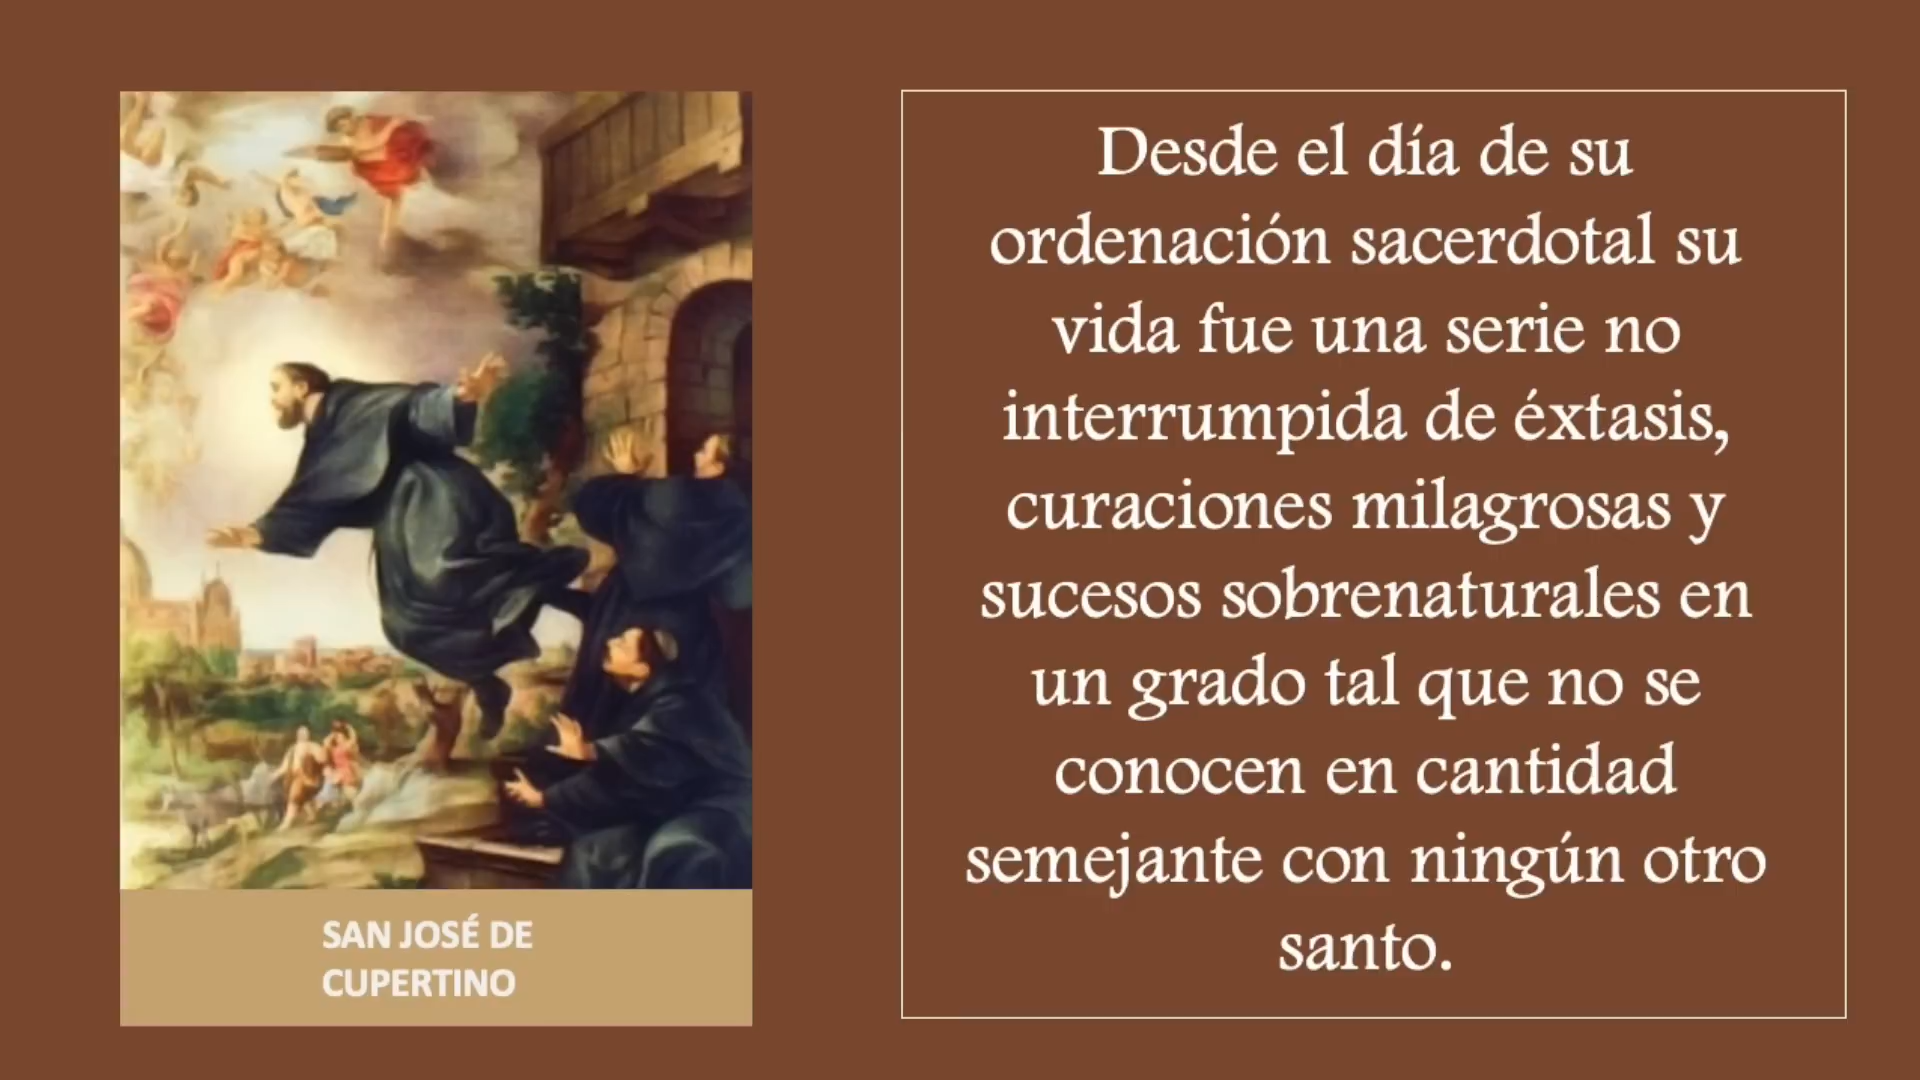 SAN JOSÉ DE
CUPERTINO
Desde el día de su
ordenación sacerdotal su
vida fue una serie no
interrumpida de éxtasis,
curaciones milagrosas y
sucesos sobrenaturales en
un grado tal que no se
conocen en cantidad
semejante con ningún otro
santo.